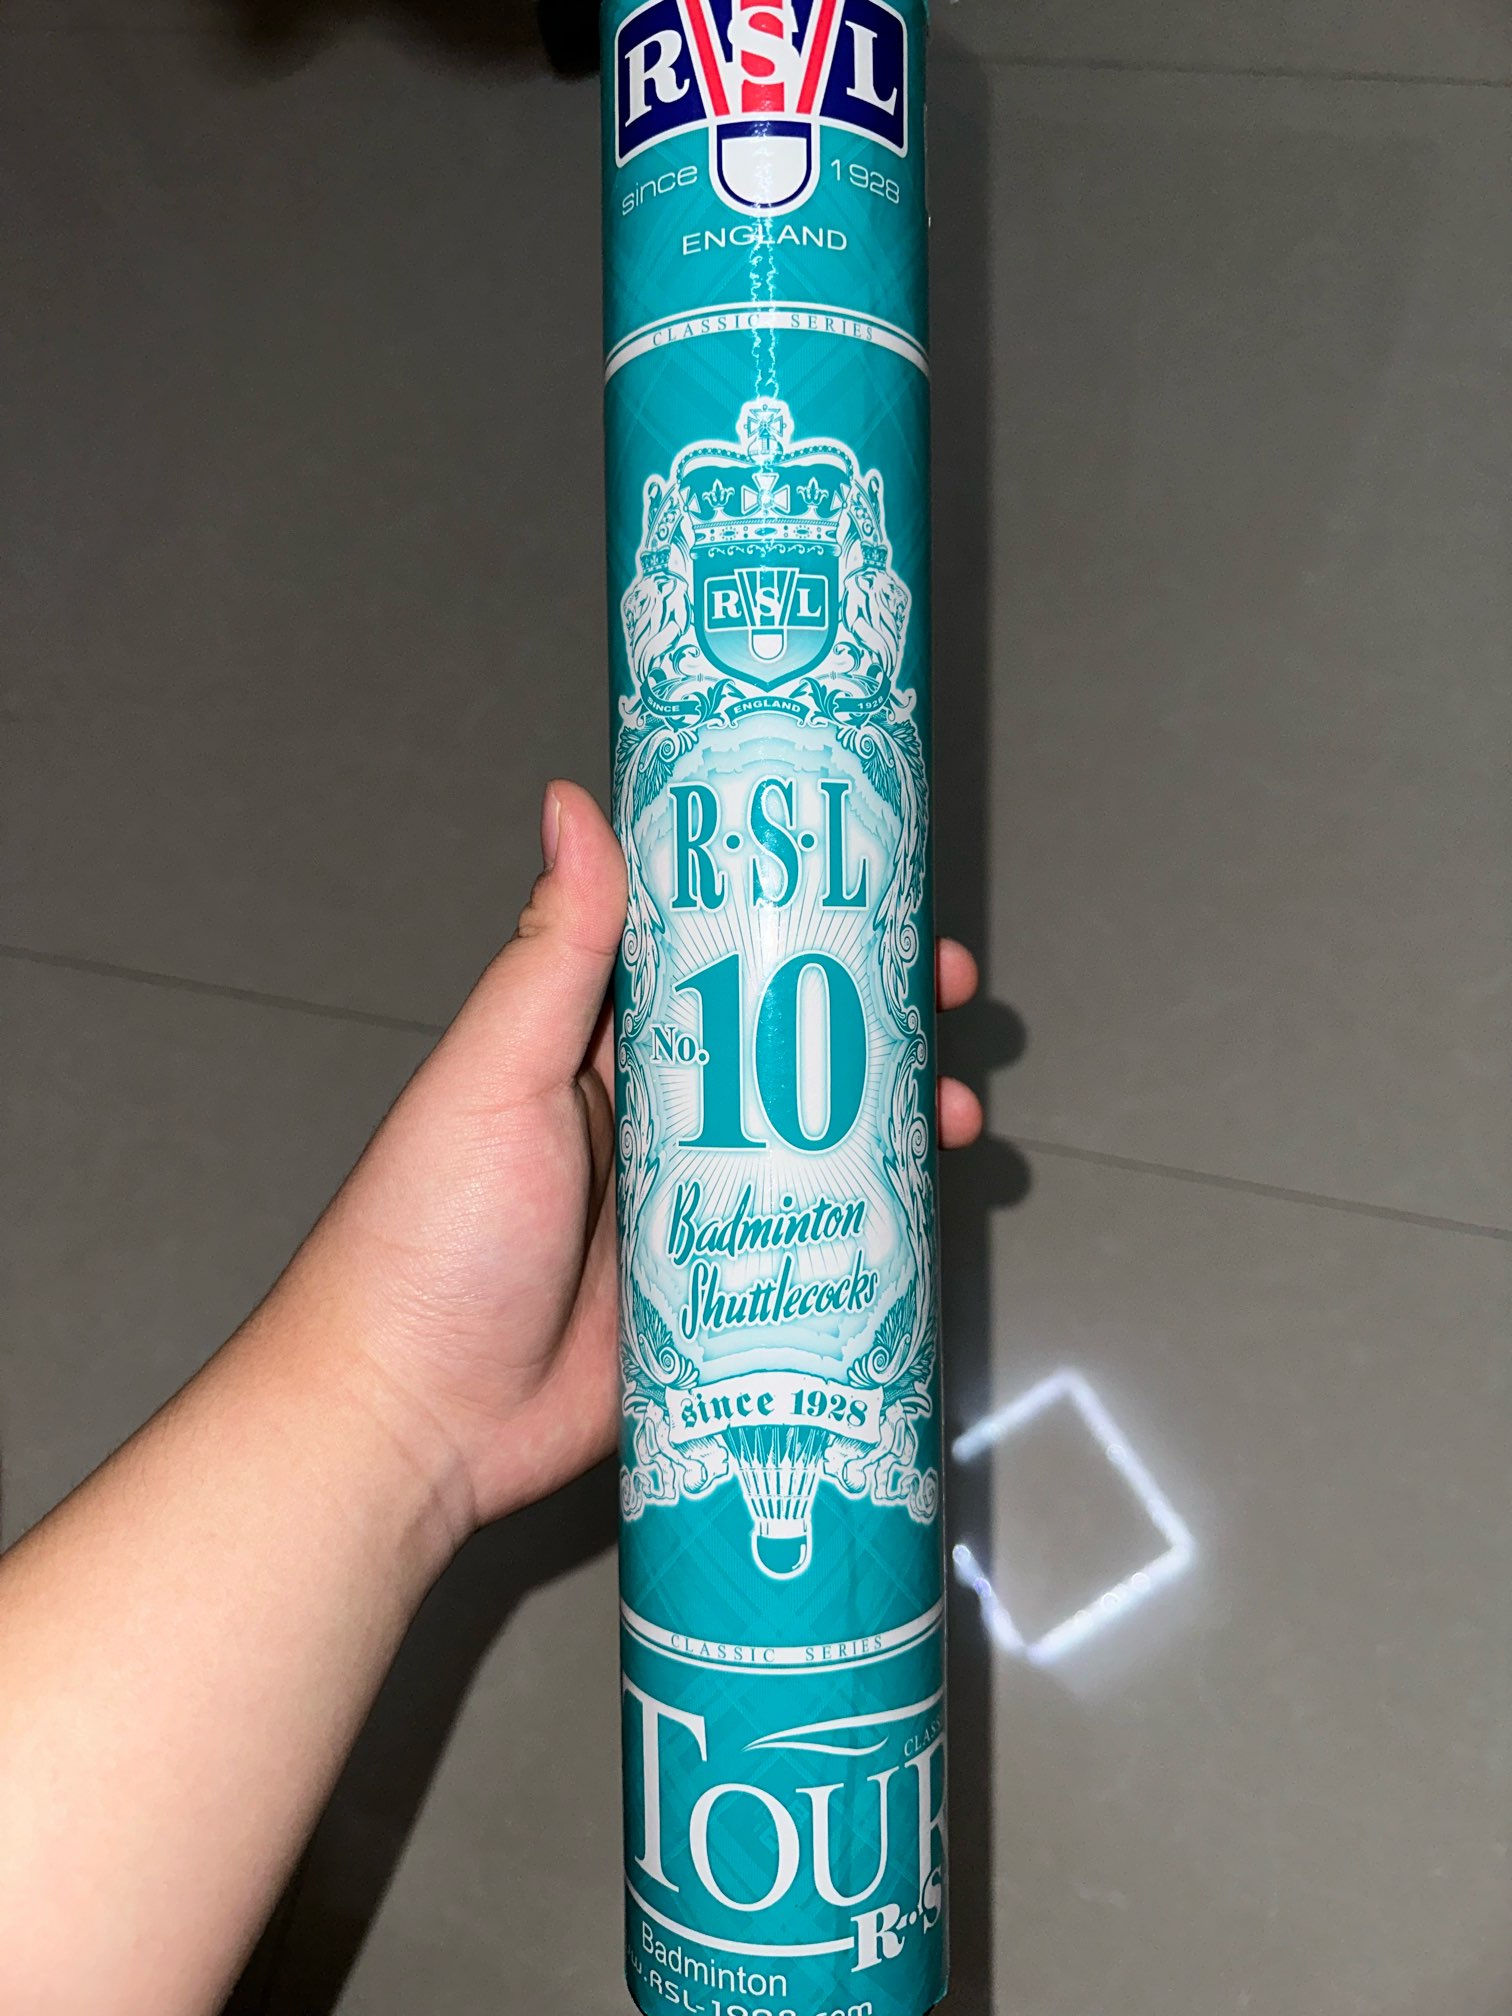 RSL
since 1928
ENGLAND
CLASSIC SERIES
RSL
SINCE ENGLAND 1928
R·S·L
No. 10
Badminton
Shuttlecocks
since 1928
CLASSIC SERIES
TOUR
Badminton